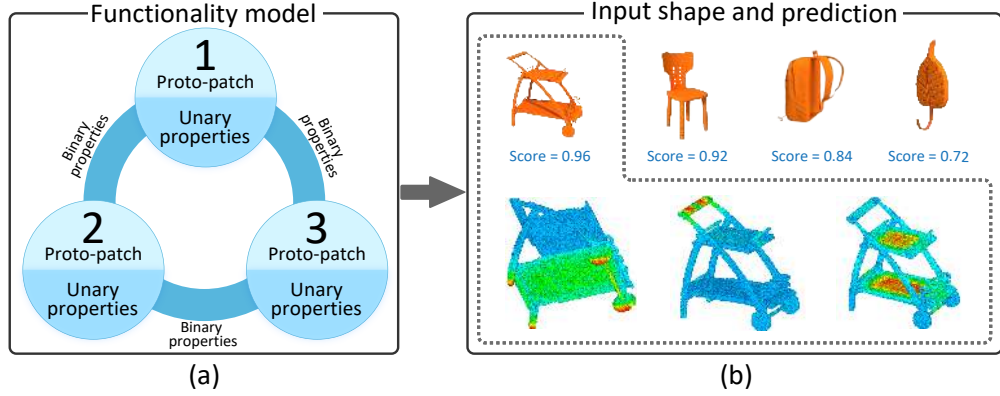 Functionality model
1
Proto-patch
Unary
properties
Binary
properties
Binary
properties
2
Proto-patch
Unary
properties
3
Proto-patch
Unary
properties
Binary
properties
(a)
Input shape and prediction
Score = 0.96
Score = 0.92
Score = 0.84
Score = 0.72
(b)